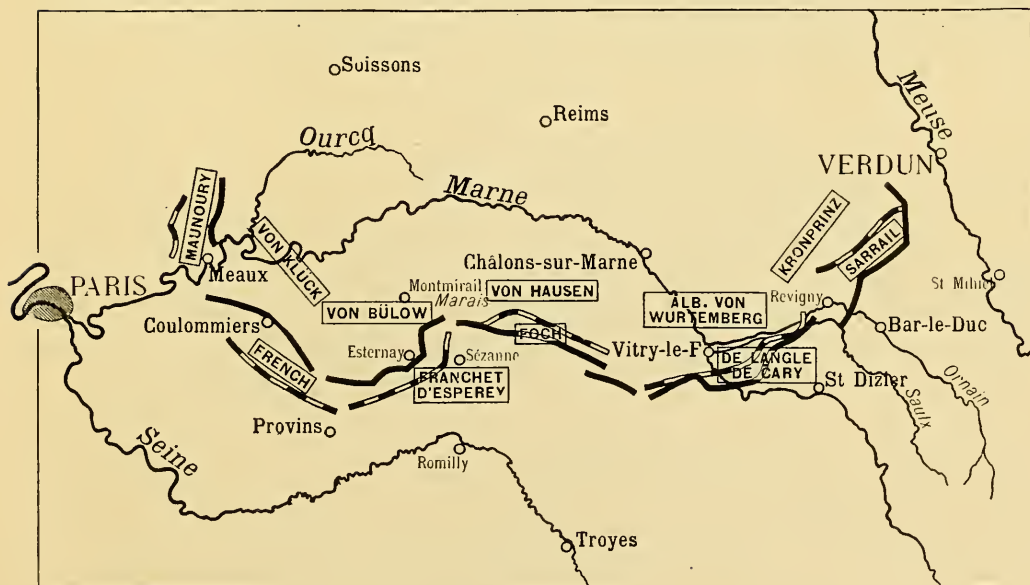 Soissons
Reims
Ourcq
Marne
Meuse
VERDUN
MAUNOURY
VON KLÜCK
KRONPRINZ
SARRAIL
PARIS
Meaux
Châlons-sur-Marne
St Mihiel
Montmirail
Marais
VON HAUSEN
VON BÜLOW
ALB. VON
WURTEMBERG
Revigny
Coulommiers
FOCH
Bar-le-Duc
FRENCH
Esternay
Sézanne
Vitry-le-F
FRANCHET
D'ESPEREY
DE LANGLE
DE CARY
St Dizier
Ornain
Saulx
Provins
Seine
Romilly
Troyes